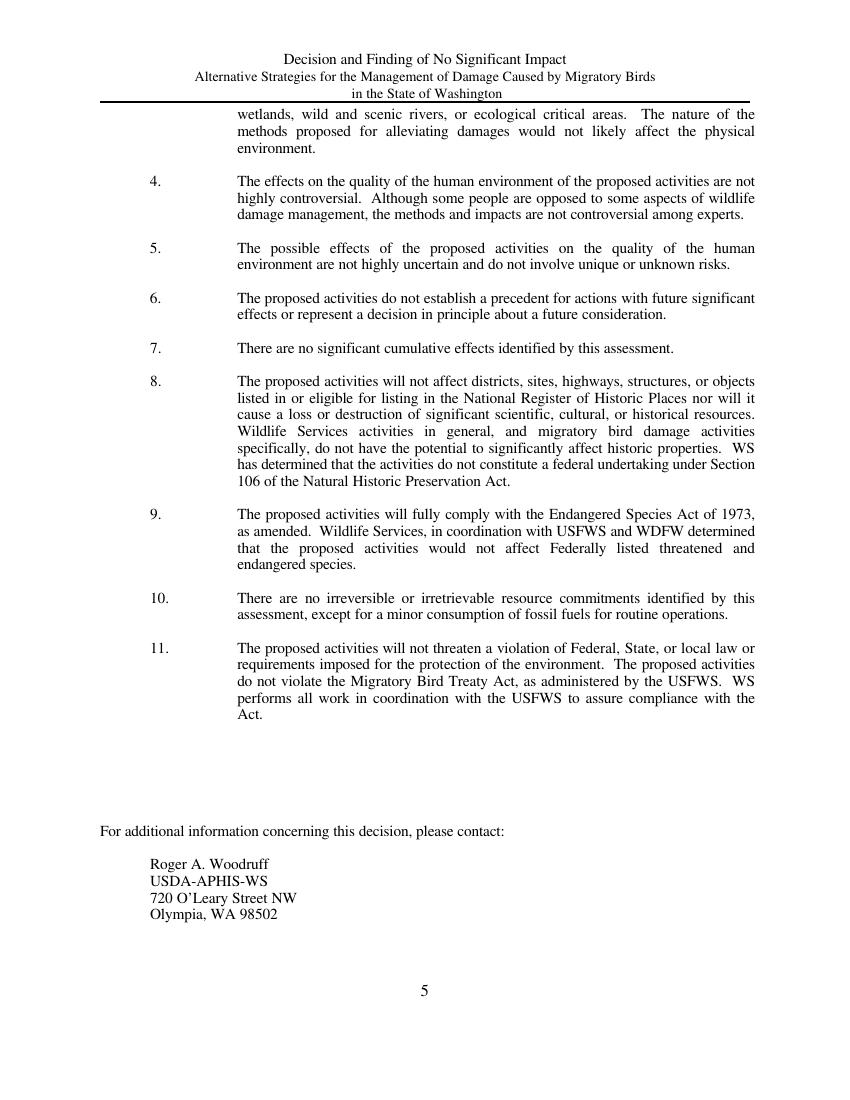 Decision and Finding of No Significant Impact
Alternative Strategies for the Management of Damage Caused by Migratory Birds
in the State of Washington
wetlands, wild and scenic rivers, or ecological critical areas. The nature of the
methods proposed for alleviating damages would not likely affect the physical
environment.
4. The effects on the quality of the human environment of the proposed activities are not
highly controversial. Although some people are opposed to some aspects of wildlife
damage management, the methods and impacts are not controversial among experts.
5. The possible effects of the proposed activities on the quality of the human
environment are not highly uncertain and do not involve unique or unknown risks.
6. The proposed activities do not establish a precedent for actions with future significant
effects or represent a decision in principle about a future consideration.
7. There are no significant cumulative effects identified by this assessment.
8. The proposed activities will not affect districts, sites, highways, structures, or objects
listed in or eligible for listing in the National Register of Historic Places nor will it
cause a loss or destruction of significant scientific, cultural, or historical resources.
Wildlife Services activities in general, and migratory bird damage activities
specifically, do not have the potential to significantly affect historic properties. WS
has determined that the activities do not constitute a federal undertaking under Section
106 of the Natural Historic Preservation Act.
9. The proposed activities will fully comply with the Endangered Species Act of 1973,
as amended. Wildlife Services, in coordination with USFWS and WDFW determined
that the proposed activities would not affect Federally listed threatened and
endangered species.
10. There are no irreversible or irretrievable resource commitments identified by this
assessment, except for a minor consumption of fossil fuels for routine operations.
11. The proposed activities will not threaten a violation of Federal, State, or local law or
requirements imposed for the protection of the environment. The proposed activities
do not violate the Migratory Bird Treaty Act, as administered by the USFWS. WS
performs all work in coordination with the USFWS to assure compliance with the
Act.
For additional information concerning this decision, please contact:
Roger A. Woodruff
USDA-APHIS-WS
720 O’Leary Street NW
Olympia, WA 98502
5